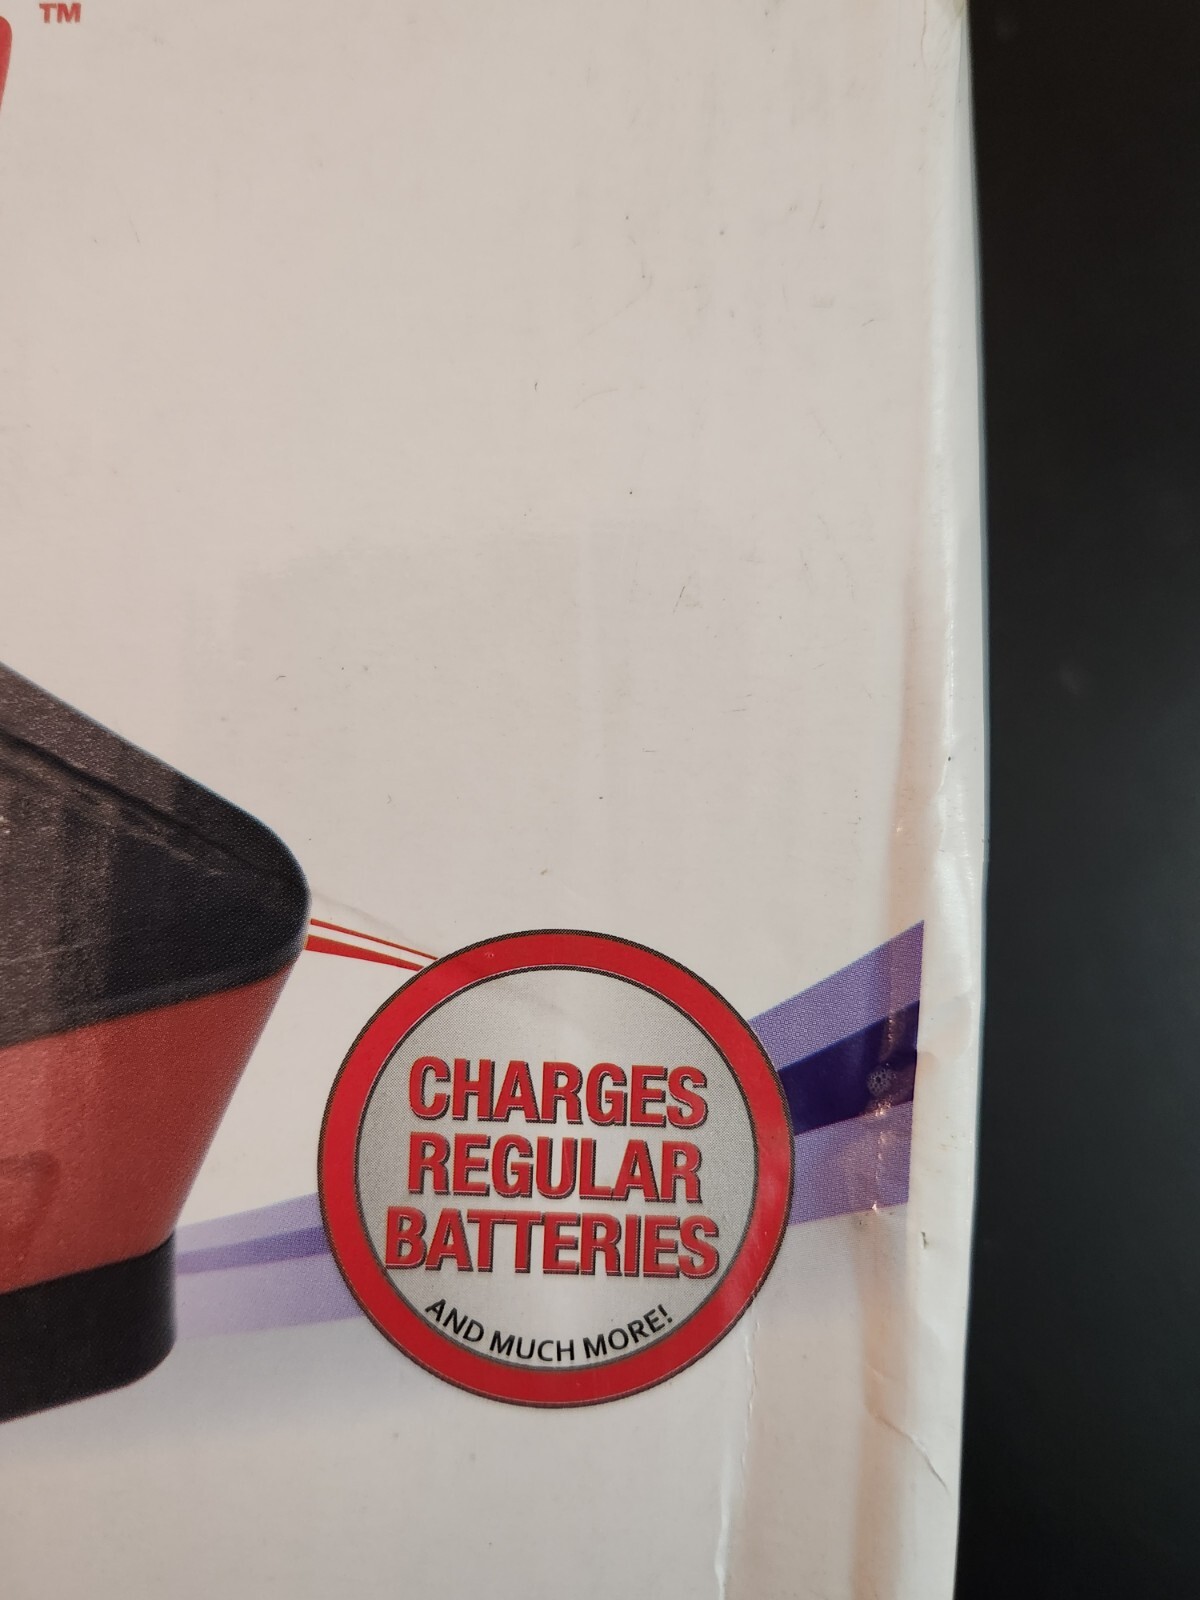 TM
CHARGES
REGULAR
BATTERIES
AND MUCH MORE!